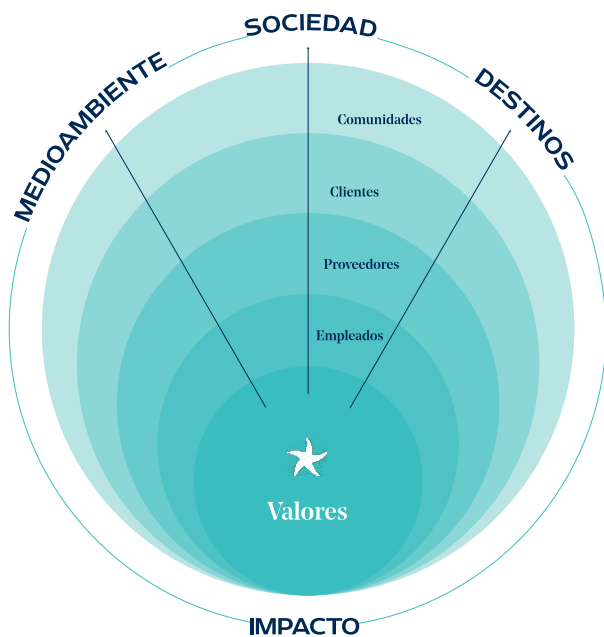 SOCIEDAD
MEDIOAMBIENTE
DESTINOS
Comunidades
Clientes
Proveedores
Empleados
Valores
IMPACTO